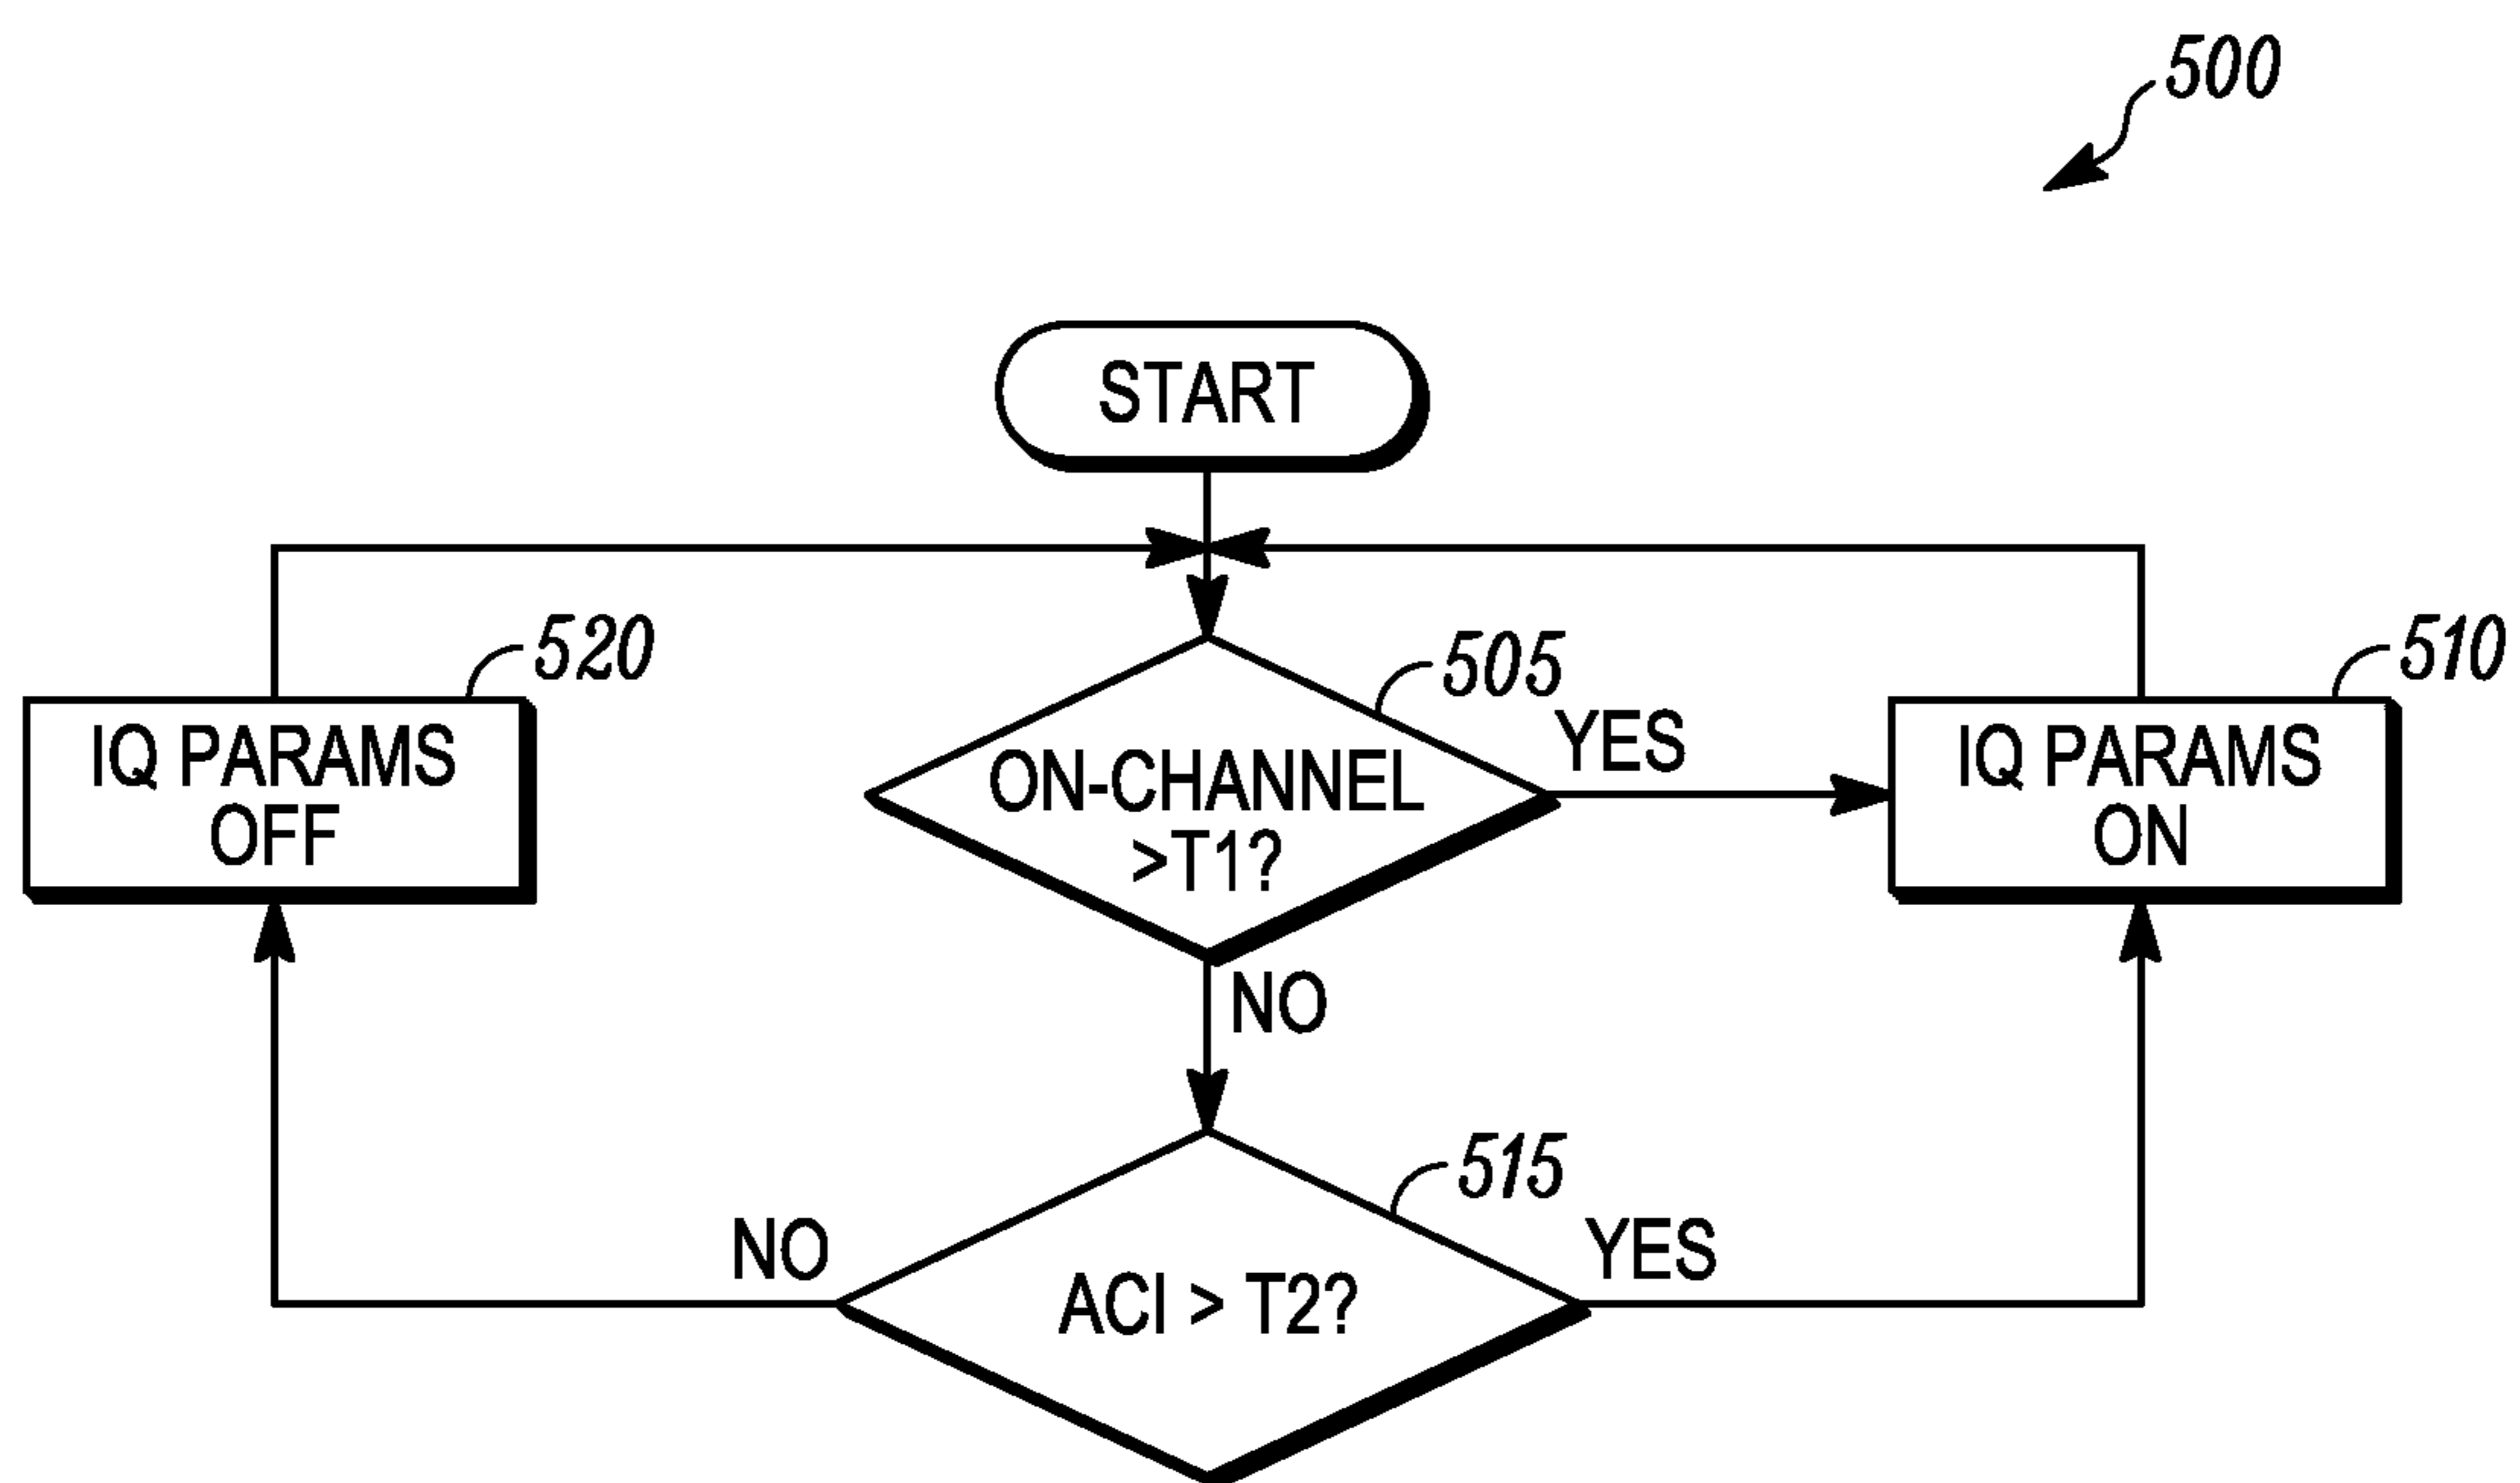 500
START
520
505
510
IQ PARAMS
OFF
ON-CHANNEL
>T1?
YES
IQ PARAMS
ON
NO
515
NO
ACI > T2?
YES